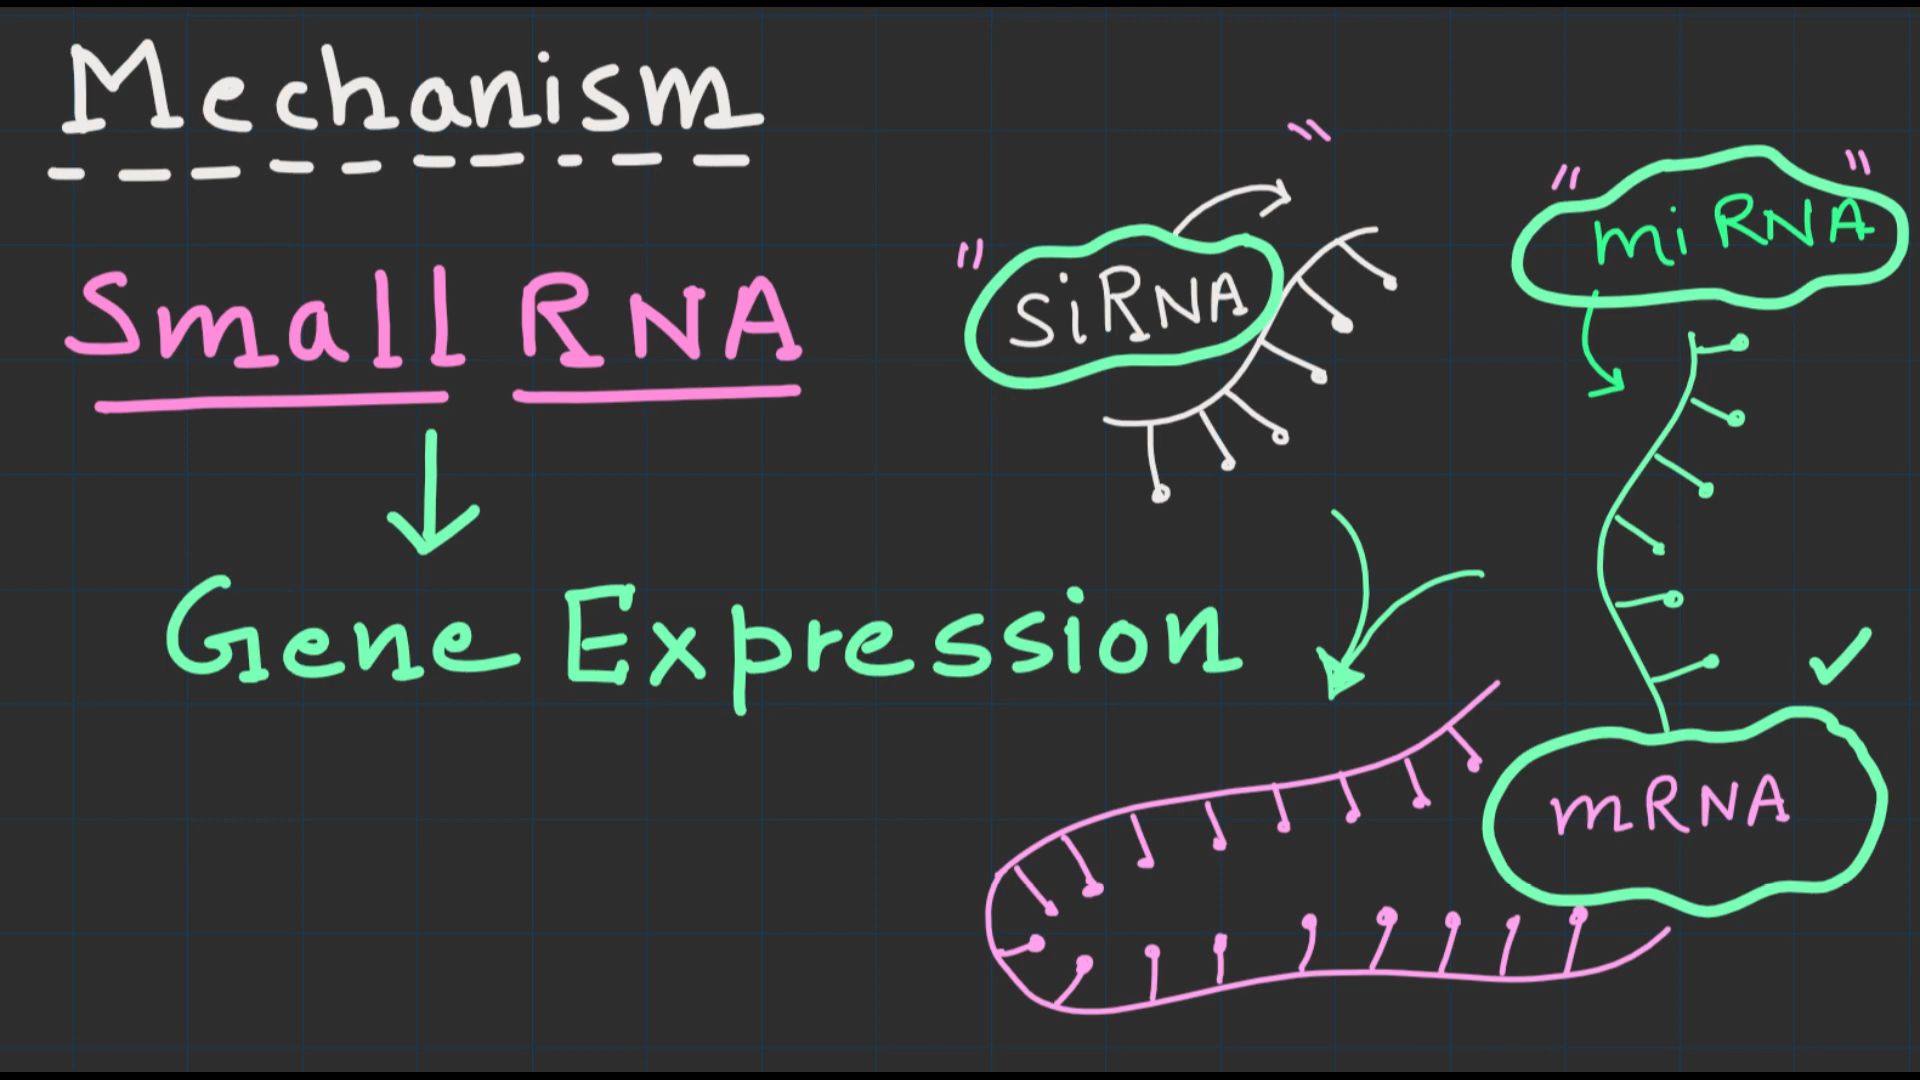 Mechanism
Small RNA
Gene Expression
siRNA
miRNA
mRNA